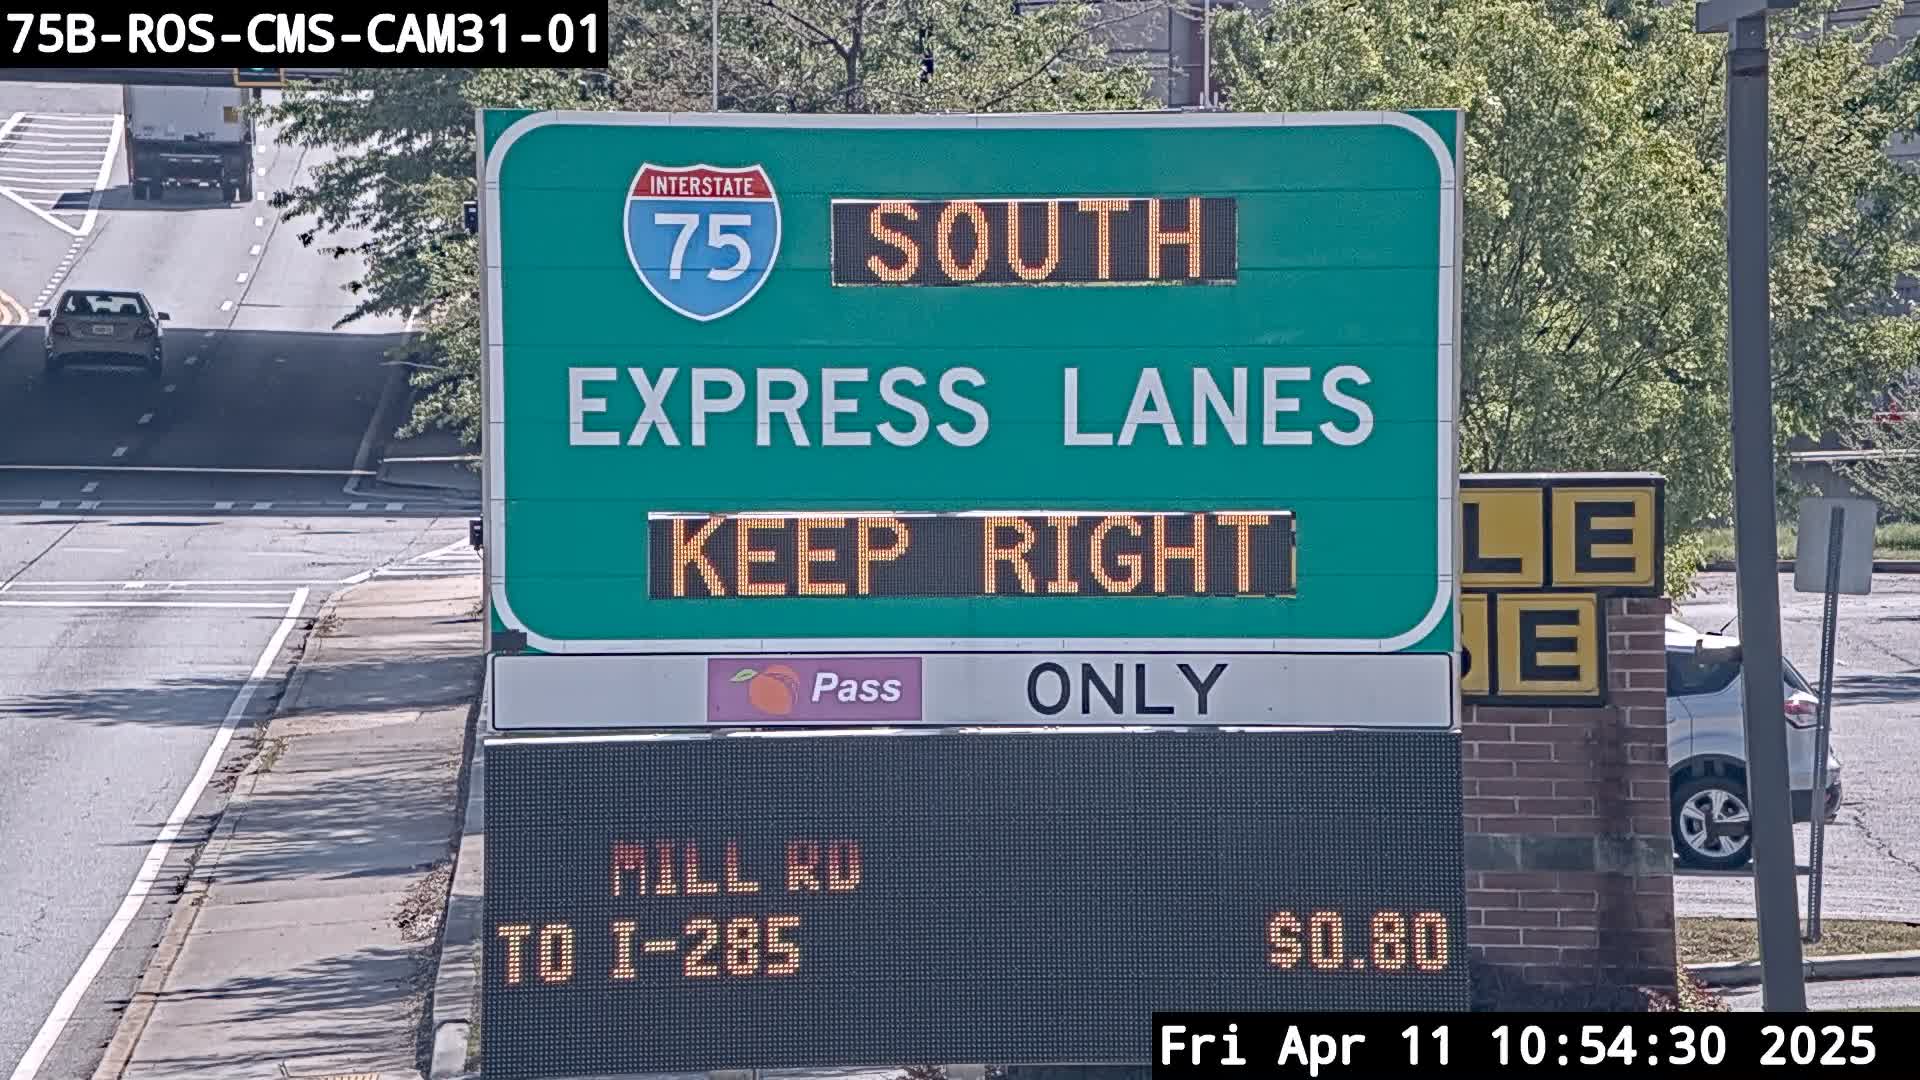 75B-ROS-CMS-CAM31-01
INTERSTATE
75
SOUTH
EXPRESS LANES
KEEP RIGHT
LE
E
Pass ONLY
MILL RD
TO I-285 $0.80
Fri Apr 11 10:54:30 2025